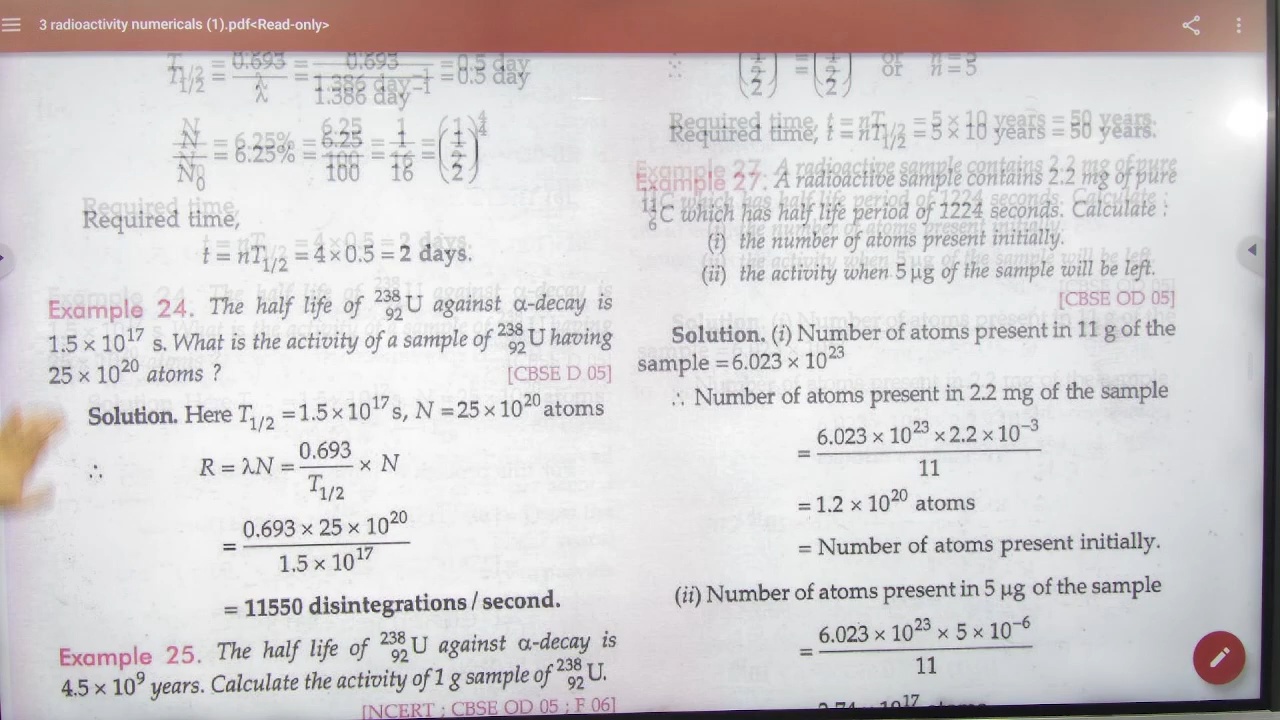 3 radioactivity numericals (1).pdf<Read-only>
T1/2 = 0.693/λ = 0.693/1.386 day⁻¹ = 0.5 day
N/N₀ = 6.25% = 6.25/100 = 1/16 = (1/2)⁴
Required time,
t = nT1/2 = 4 × 0.5 = 2 days.
Example 24. The half life of ²³⁸₉₂U against α-decay is
1.5 × 10¹⁷ s. What is the activity of a sample of ²³⁸₉₂U having
25 × 10²⁰ atoms ? [CBSE D 05]
Solution. Here T1/2 = 1.5 × 10¹⁷ s, N = 25 × 10²⁰ atoms
∴ R = λN = 0.693/T1/2 × N
= 0.693 × 25 × 10²⁰/1.5 × 10¹⁷
= 11550 disintegrations / second.
Example 25. The half life of ²³⁸₉₂U against α-decay is
4.5 × 10⁹ years. Calculate the activity of 1 g sample of ²³⁸₉₂U.
[NCERT ; CBSE OD 05 ; F 06]
∴ (1/2) = (1/2) or n = 5
Required time, t = nT1/2 = 5 × 10 years = 50 years.
Example 27. A radioactive sample contains 2.2 mg of pure
¹¹₆C which has half life period of 1224 seconds. Calculate :
(i) the number of atoms present initially.
(ii) the activity when 5 μg of the sample will be left.
[CBSE OD 05]
Solution. (i) Number of atoms present in 11 g of the
sample = 6.023 × 10²³
∴ Number of atoms present in 2.2 mg of the sample
= 6.023 × 10²³ × 2.2 × 10⁻³/11
= 1.2 × 10²⁰ atoms
= Number of atoms present initially.
(ii) Number of atoms present in 5 μg of the sample
= 6.023 × 10²³ × 5 × 10⁻⁶/11